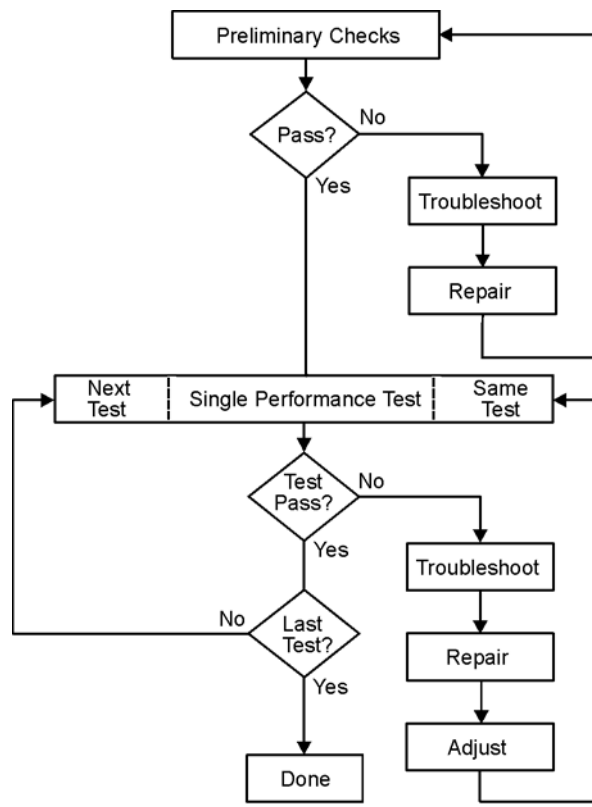 Preliminary Checks
No
Pass?
Yes
Troubleshoot
Repair
Next
Test
Single Performance Test
Same
Test
No
Test
Pass?
Yes
Troubleshoot
No
Last
Test?
Repair
Yes
Adjust
Done